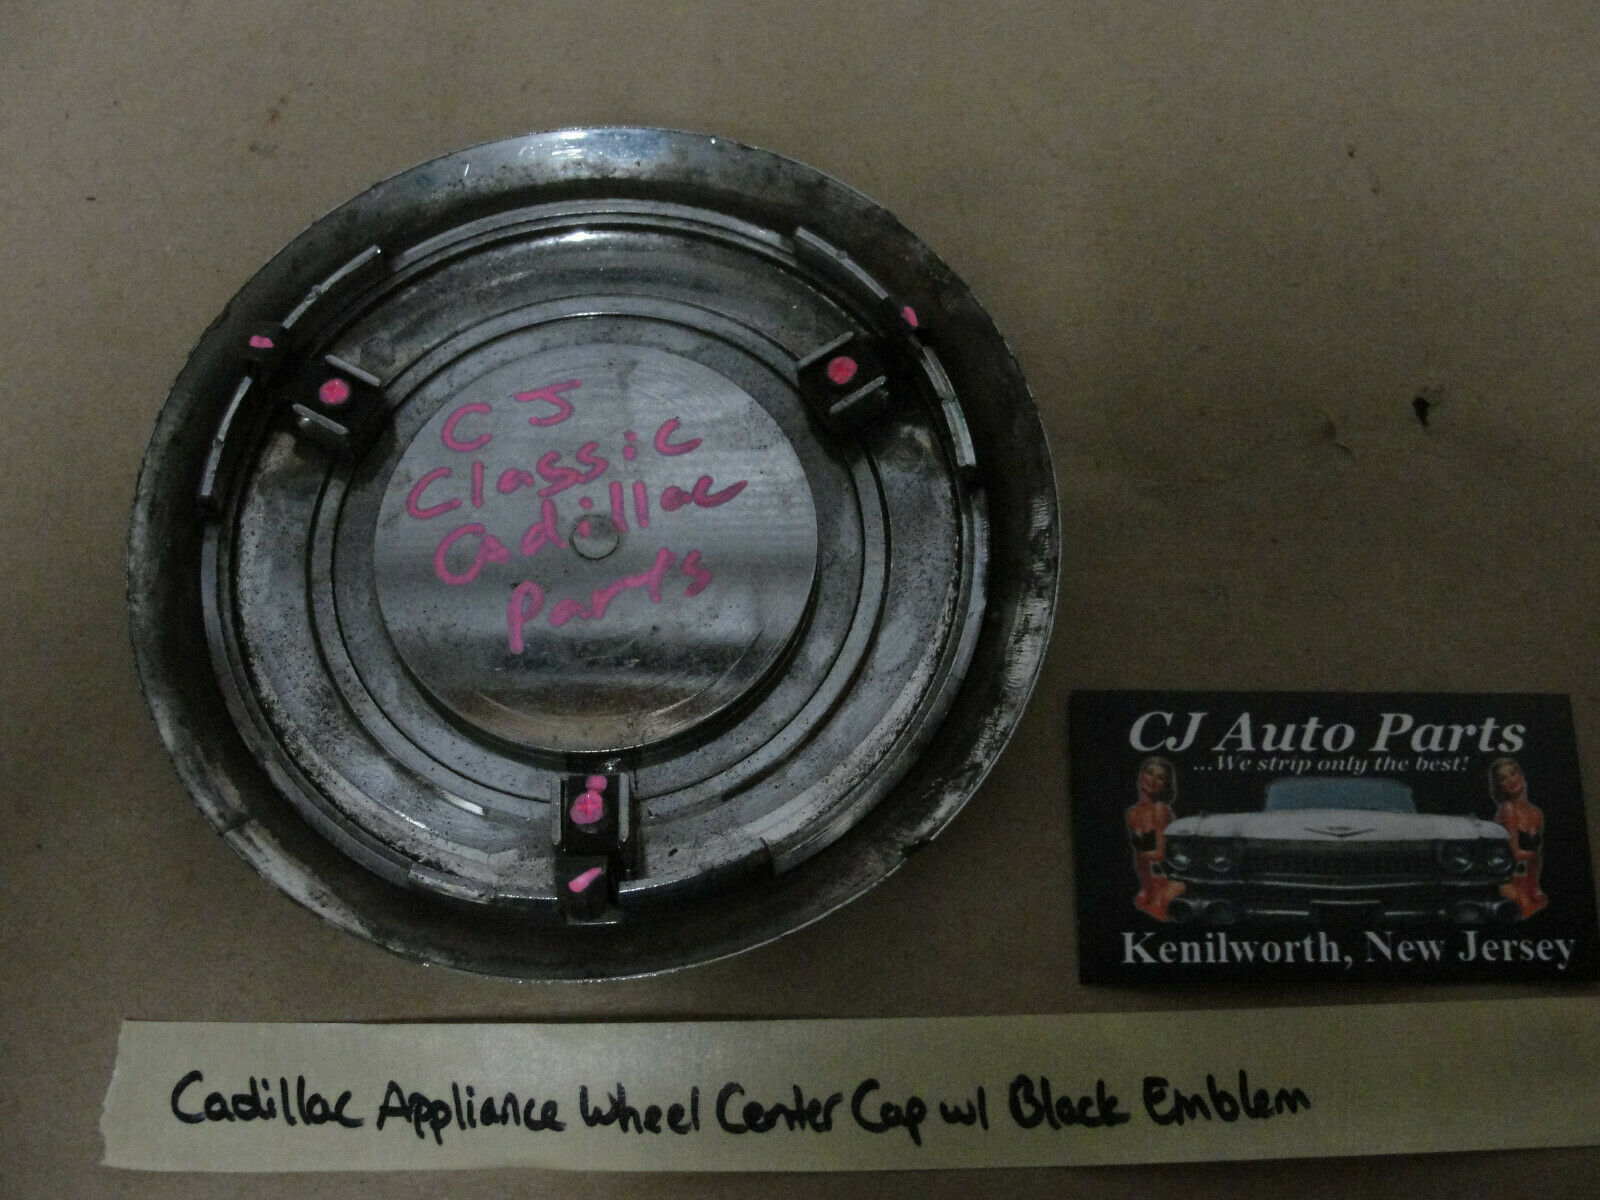 C J
Classic
Cadillac
Parts
CJ Auto Parts
...We strip only the best!
Kenilworth, New Jersey
Cadillac Appliance Wheel Center Cap w/ Black Emblem